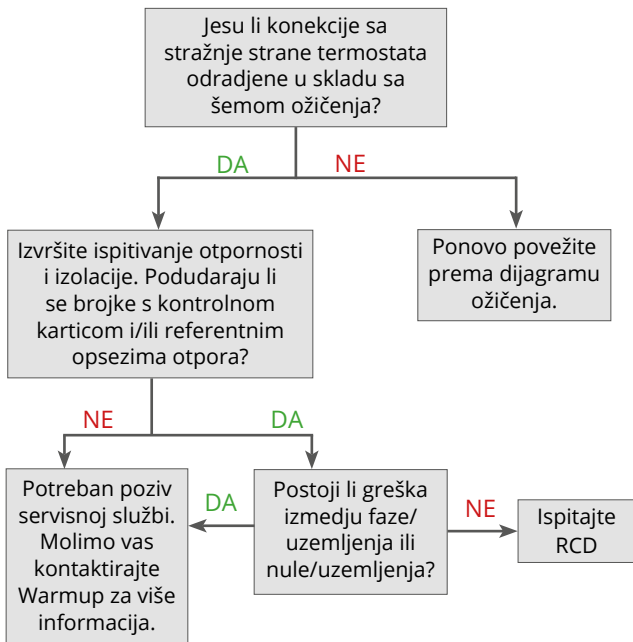 Jesu li konekcije sa
stražnje strane termostata
odradjene u skladu sa
šemom ožičenja?
DA
NE
Izvršite ispitivanje otpornosti
i izolacije. Podudaraju li
se brojke s kontrolnom
karticom i/ili referentnim
opsezima otpora?
Ponovo povežite
prema dijagramu
ožičenja.
NE
DA
Potreban poziv
servisnoj službi.
Molimo vas
kontaktirajte
Warmup za više
informacija.
DA
Postoji li greška
izmedju faze/
uzemljenja ili
nule/uzemljenja?
NE
Ispitajte
RCD